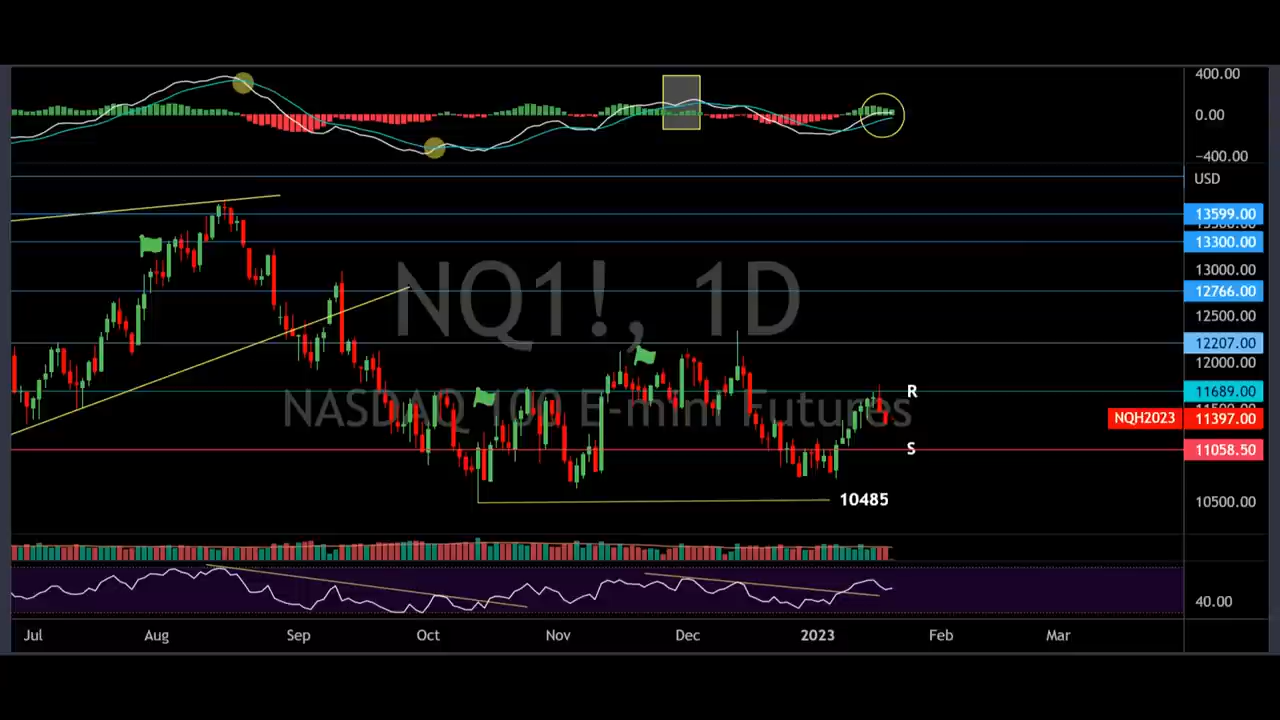 400.00
0.00
−400.00
USD
13599.00
13300.00
13000.00
NQ1!, 1D
12766.00
12500.00
12207.00
12000.00
11689.00
R
NASDAQ 100 E-mini Futures
NQH2023 11397.00
S
11058.50
10485
10500.00
40.00
Jul Aug Sep Oct Nov Dec 2023 Feb Mar